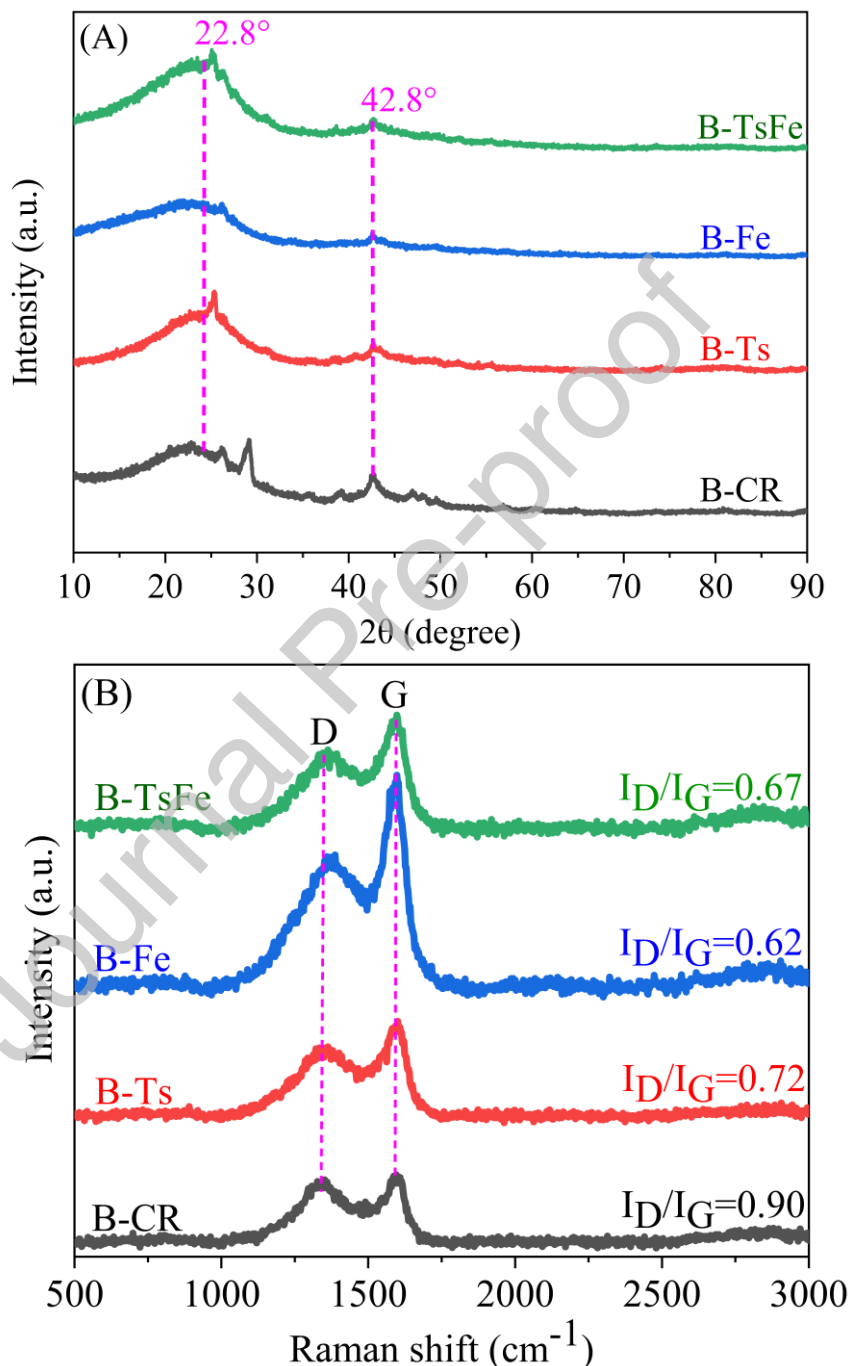 (A)
22.8°
42.8°
B-TsFe
B-Fe
B-Ts
B-CR
Intensity (a.u.)
10 20 30 40 50 60 70 80 90
2θ (degree)
Journal Pre-proof
(B)
D
G
B-TsFe
I_D/I_G=0.67
B-Fe
I_D/I_G=0.62
B-Ts
I_D/I_G=0.72
B-CR
I_D/I_G=0.90
Intensity (a.u.)
500 1000 1500 2000 2500 3000
Raman shift (cm⁻¹)